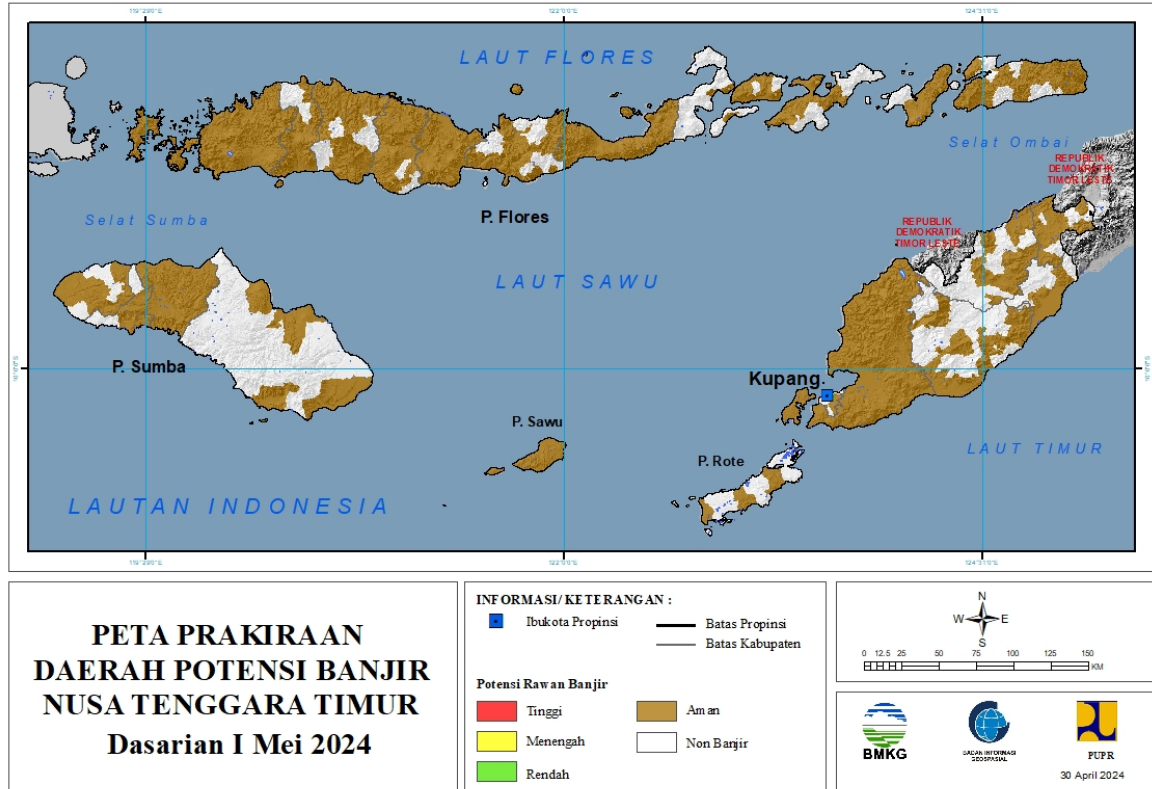 LAUT FLORES
Selat Ombai
REPUBLIK
DEMOKRATIK
TIMOR LESTE
P. Flores
Selat Sumba
REPUBLIK
DEMOKRATIK
TIMOR LESTE
LAUT SAWU
P. Sumba
Kupang.
P. Sawu
P. Rote
LAUT TIMUR
LAUTAN INDONESIA
PETA PRAKIRAAN
DAERAH POTENSI BANJIR
NUSA TENGGARA TIMUR
Dasarian I Mei 2024
INFORMASI/ KETERANGAN :
Ibukota Propinsi
Batas Propinsi
Batas Kabupaten
Potensi Rawan Banjir
Tinggi
Aman
Menengah
Non Banjir
Rendah
N
W E
S
0 12.5 25 50 75 100 125 150
KM
BMKG
BADAN INFORMASI
GEOSPASIAL
PUPR
30 April 2024